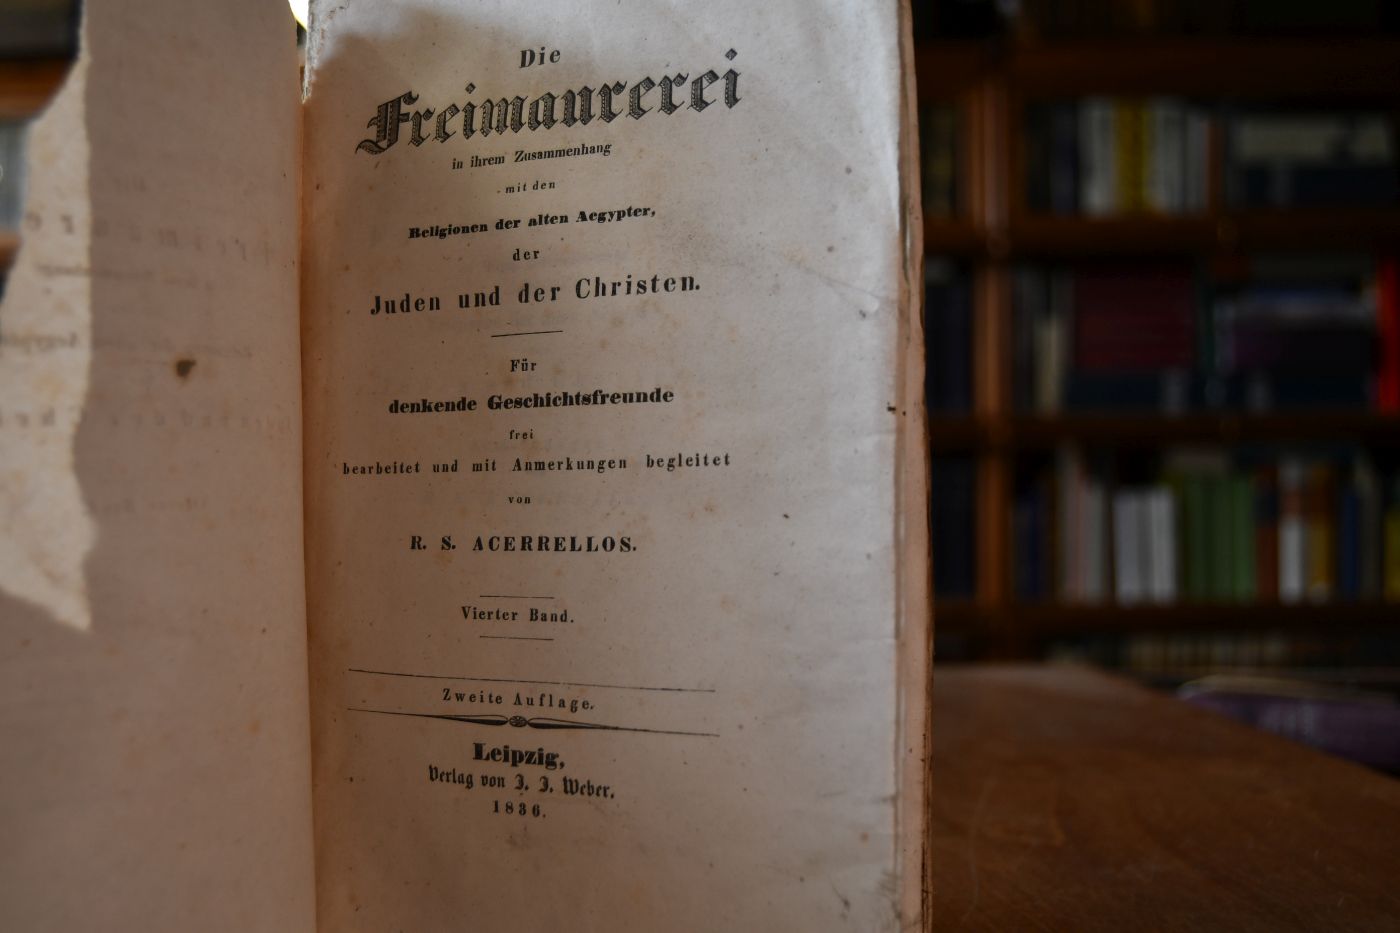 Die
Freimaurerei
in ihrem Zusammenhang
mit den
Religionen der alten Aegypter,
der
Juden und der Christen.
Für
denkende Geschichtsfreunde
frei
bearbeitet und mit Anmerkungen begleitet
von
R. S. ACERRELLOS.
Vierter Band.
Zweite Auflage.
Leipzig,
Verlag von J. J. Weber.
1836.